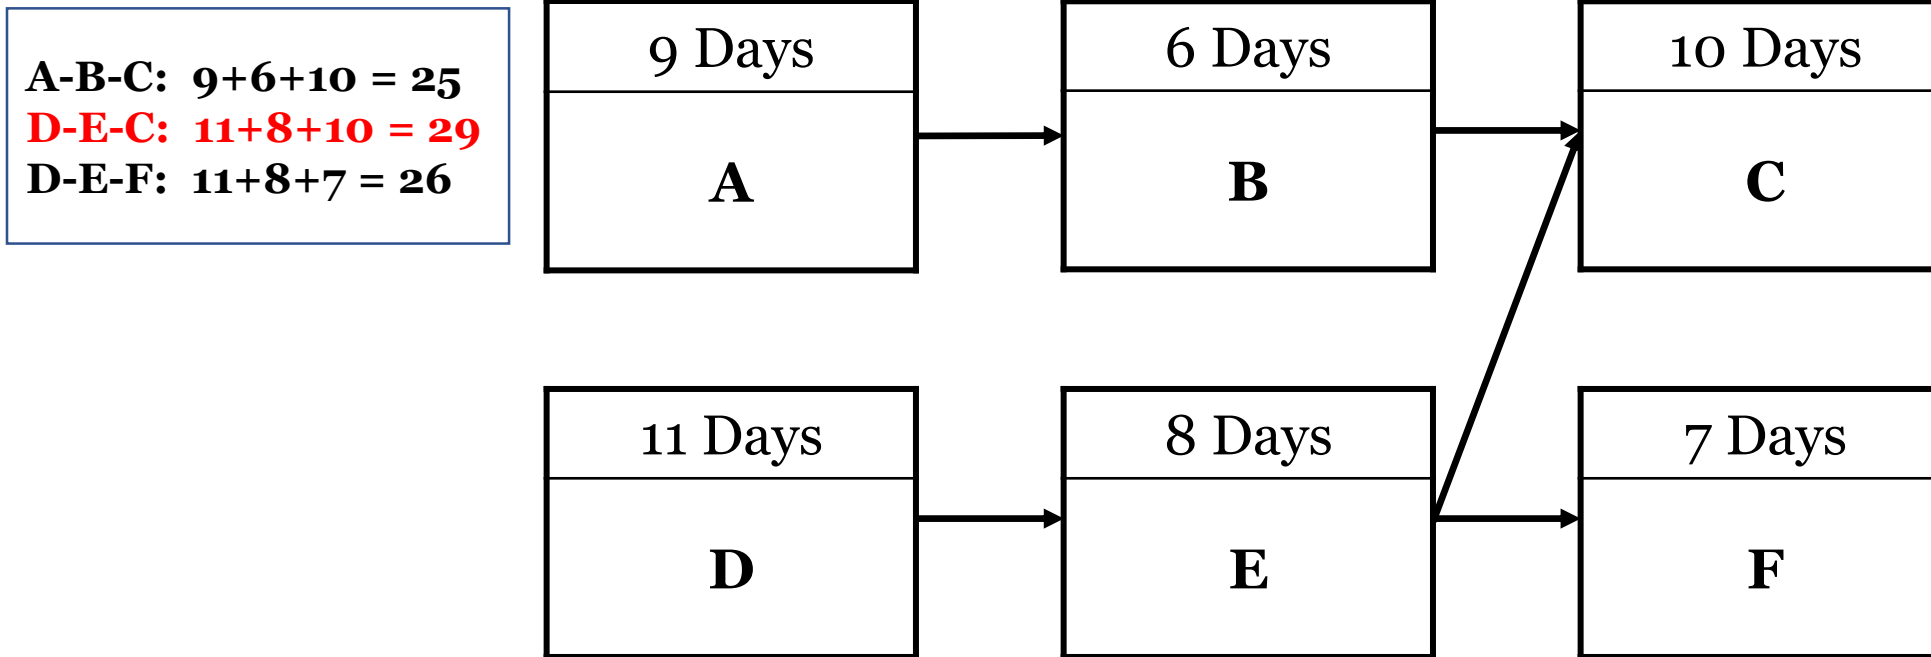 A-B-C: 9+6+10 = 25
D-E-C: 11+8+10 = 29
D-E-F: 11+8+7 = 26
9 Days
6 Days
10 Days
A
B
C
11 Days
8 Days
7 Days
D
E
F